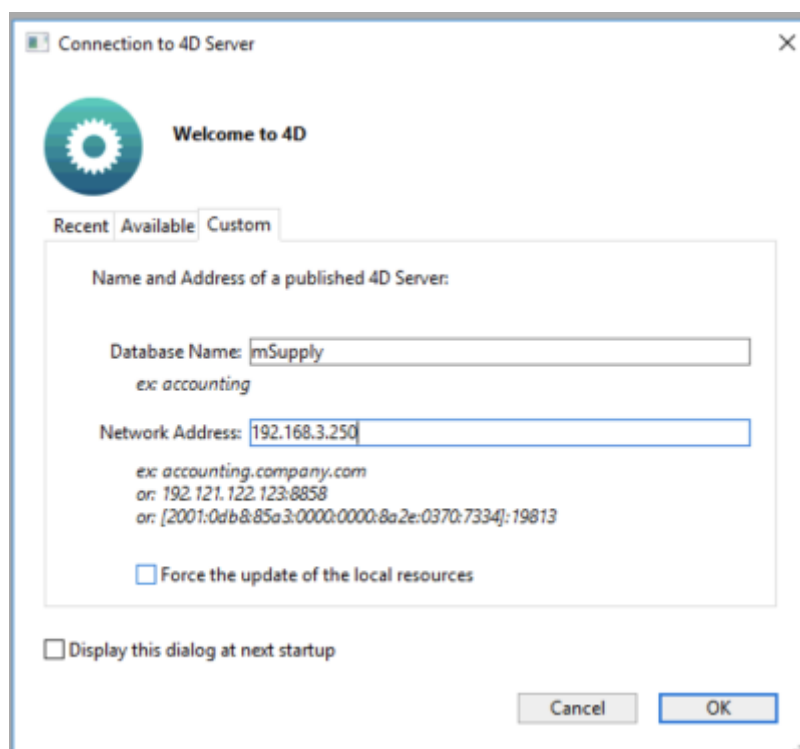 Connection to 4D Server
Welcome to 4D
Recent Available Custom
Name and Address of a published 4D Server:
Database Name: mSupply
ex: accounting
Network Address: 192.168.3.250
ex: accounting.company.com
or: 192.121.122.123:8858
or: [2001:0db8:85a3:0000:0000:8a2e:0370:7334]:19813
Force the update of the local resources
Display this dialog at next startup
Cancel OK